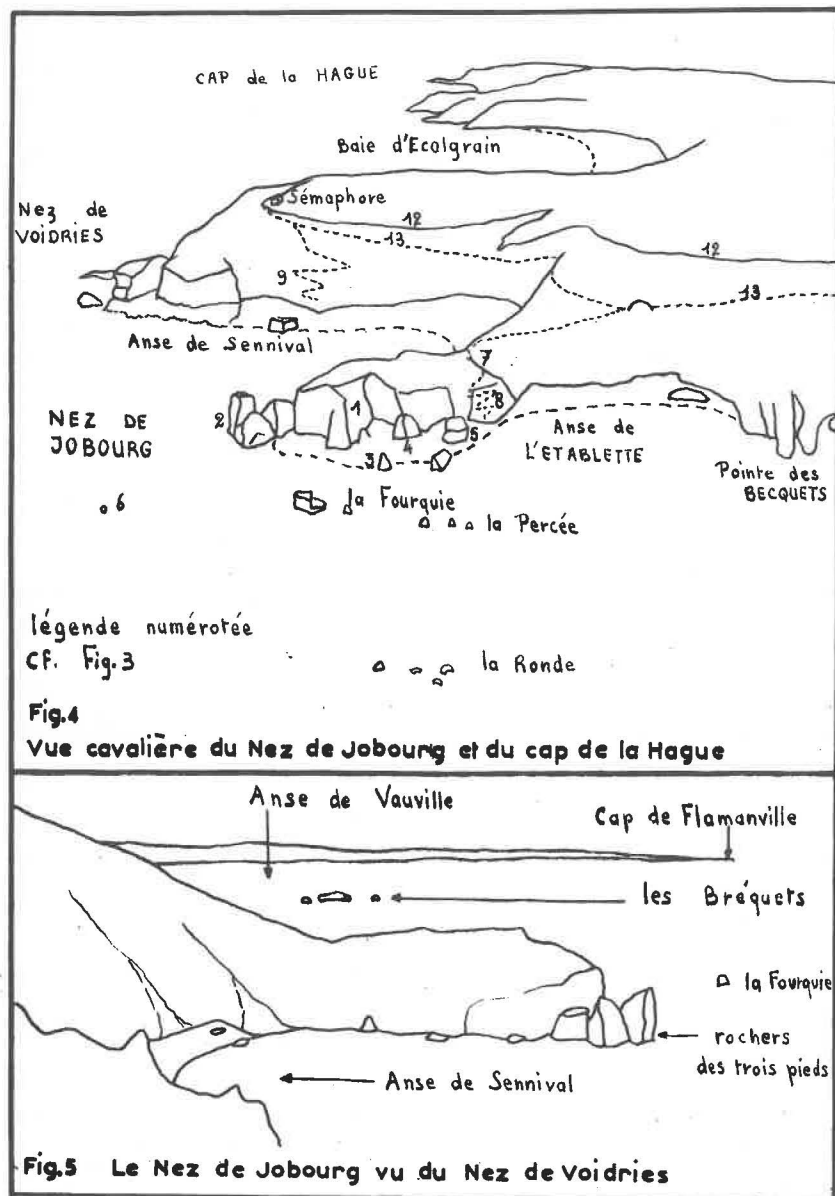 CAP de la HAGUE
Baie d'Ecolgrain
Sémaphore
Nez de
VOIDRIES
12
13
12
9
13
Anse de Sennival
7
8
1
2
NEZ DE
JOBOURG
5
4
3
Anse de
L'ETABLETTE
Pointe des
BECQUETS
6
la Fourquie
la Percée
légende numérotée
CF. Fig.3
la Ronde
Fig.4
Vue cavalière du Nez de Jobourg et du cap de la Hague
Anse de Vauville
Cap de Flamanville
les Bréquets
la Fourquie
rochers
des trois pieds
Anse de Sennival
Fig.5 Le Nez de Jobourg vu du Nez de Voidries